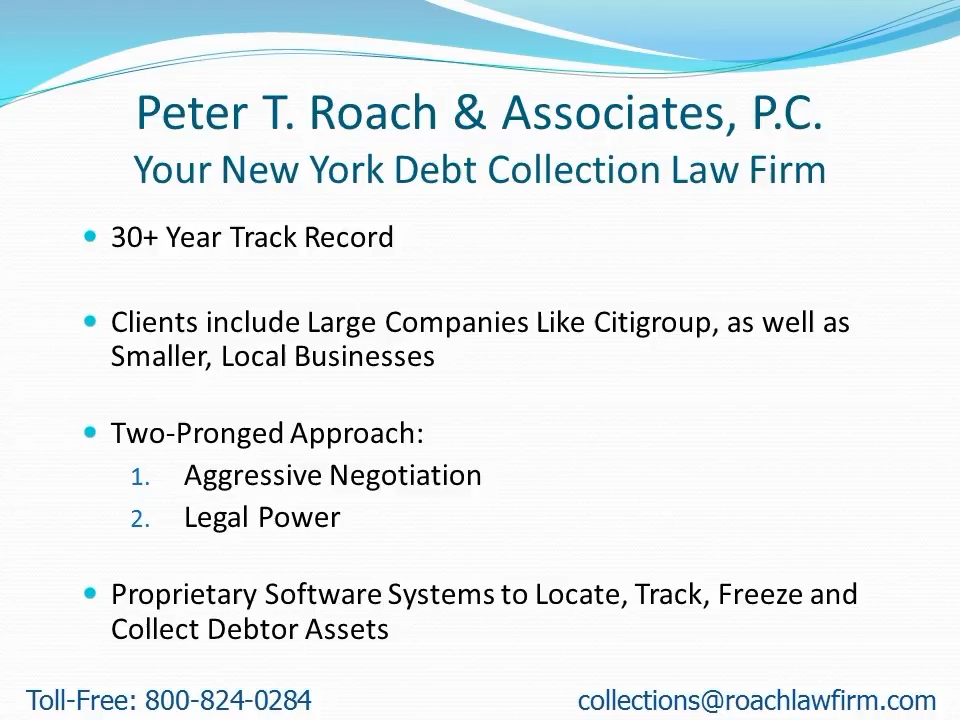 Peter T. Roach & Associates, P.C.
Your New York Debt Collection Law Firm
• 30+ Year Track Record
• Clients include Large Companies Like Citigroup, as well as
Smaller, Local Businesses
• Two-Pronged Approach:
1. Aggressive Negotiation
2. Legal Power
• Proprietary Software Systems to Locate, Track, Freeze and
Collect Debtor Assets
Toll-Free: 800-824-0284 collections@roachlawfirm.com